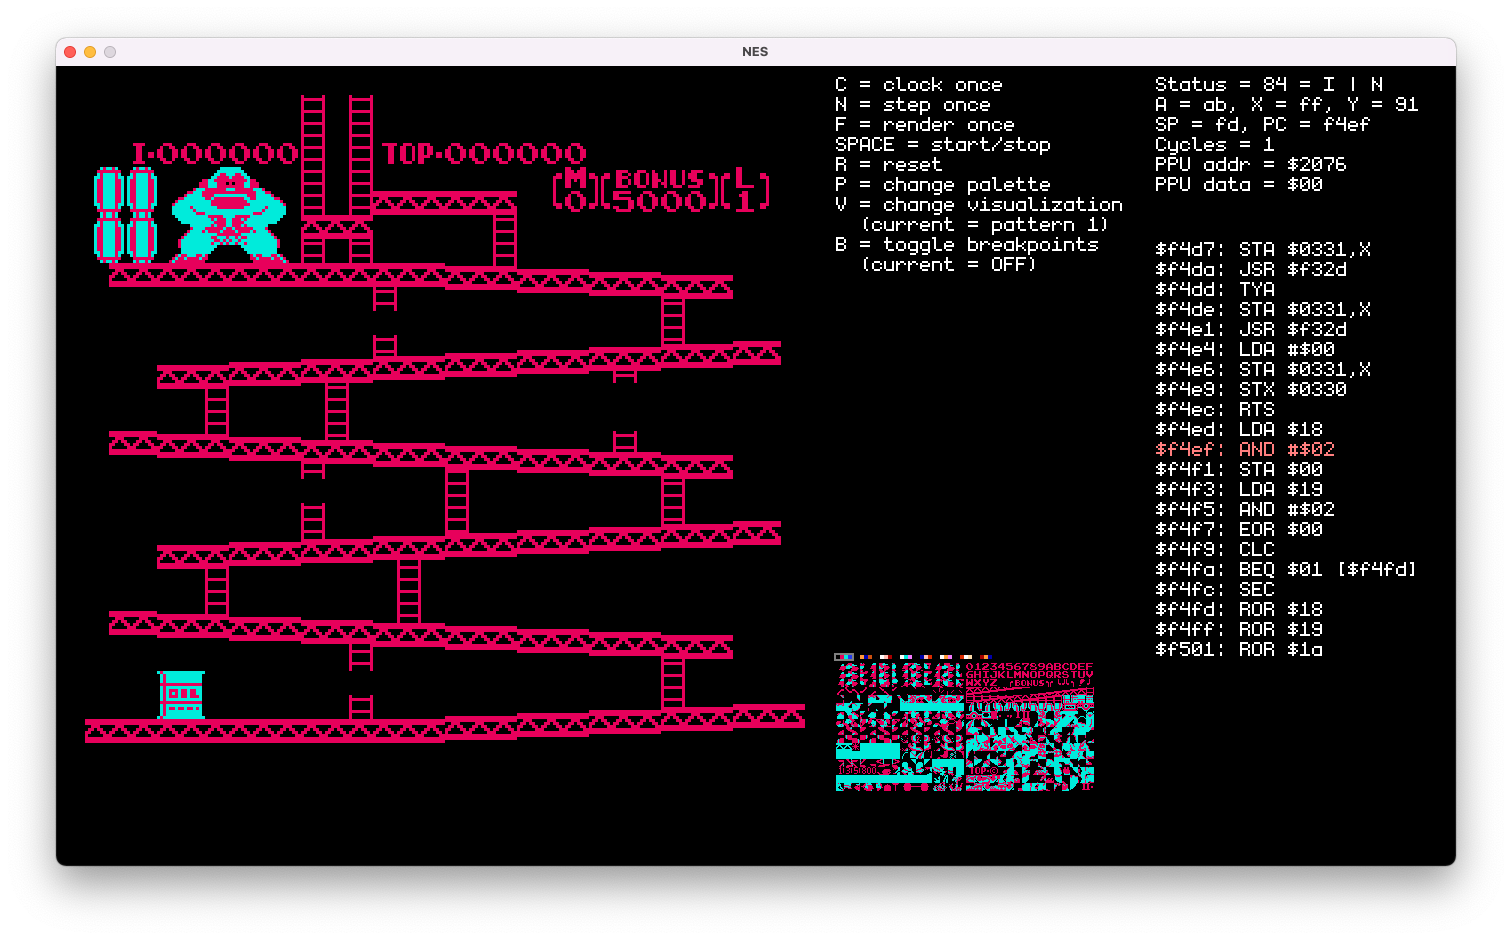 NES
I-000000
TOP-000000
M BONUS L
0 5000 1
OIL
C = clock once
N = step once
F = render once
SPACE = start/stop
R = reset
P = change palette
V = change visualization
(current = pattern 1)
B = toggle breakpoints
(current = OFF)
Status = 84 = I | N
A = ab, X = ff, Y = 91
SP = fd, PC = f4ef
Cycles = 1
PPU addr = $2076
PPU data = $00
$f4d7: STA $0331,X
$f4da: JSR $f32d
$f4dd: TYA
$f4de: STA $0331,X
$f4e1: JSR $f32d
$f4e4: LDA #$00
$f4e6: STA $0331,X
$f4e9: STX $0330
$f4ec: RTS
$f4ed: LDA $18
$f4ef: AND #$02
$f4f1: STA $00
$f4f3: LDA $19
$f4f5: AND #$02
$f4f7: EOR $00
$f4f9: CLC
$f4fa: BEQ $01 [$f4fd]
$f4fc: SEC
$f4fd: ROR $18
$f4ff: ROR $19
$f501: ROR $1a
0123456789ABCDEF
GHIJKLMNOPQRSTUV
WXYZ BONUS
TOP-